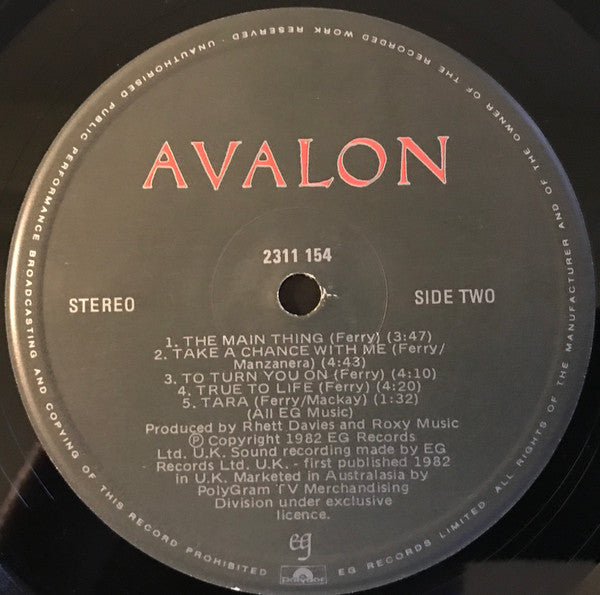 AVALON
2311 154
STEREO
SIDE TWO
1. THE MAIN THING (Ferry) (3:47)
2. TAKE A CHANCE WITH ME (Ferry/
Manzanera) (4:43)
3. TO TURN YOU ON (Ferry) (4:10)
4. TRUE TO LIFE (Ferry) (4:20)
5. TARA (Ferry/Mackay) (1:32)
(All EG Music)
Produced by Rhett Davies and Roxy Music
Ⓟ Copyright 1982 EG Records
Ltd. U.K. Sound recording made by EG
Records Ltd. U.K. - first published 1982
in U.K. Marketed in Australasia by
PolyGram TV Merchandising
Division under exclusive
licence.
eg
polydor
EG RECORDS LIMITED. ALL RIGHTS OF THE MANUFACTURER AND OF THE OWNER OF THE RECORDED WORK RESERVED · UNAUTHORISED PUBLIC PERFORMANCE BROADCASTING AND COPYING OF THIS RECORD PROHIBITED